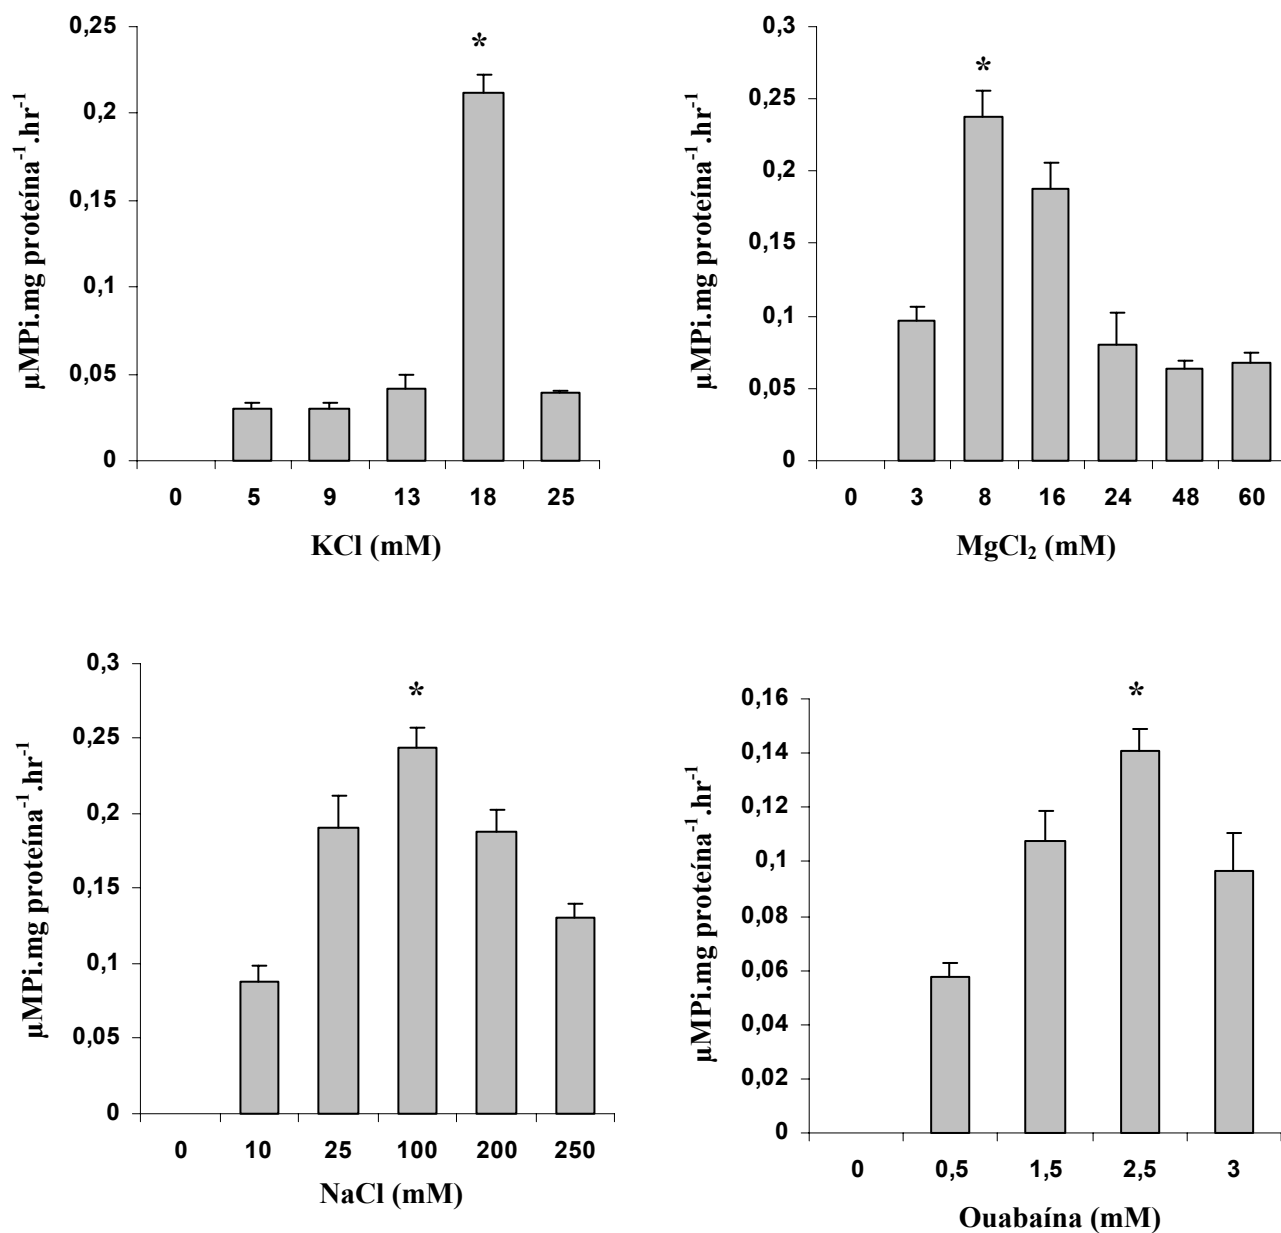 µMPi.mg proteína⁻¹.hr⁻¹
0,25
0,2
0,15
0,1
0,05
0
*
0 5 9 13 18 25
KCl (mM)
µMPi.mg proteína⁻¹.hr⁻¹
0,3
0,25
0,2
0,15
0,1
0,05
0
*
0 3 8 16 24 48 60
MgCl₂ (mM)
µMPi.mg proteína⁻¹.hr⁻¹
0,3
0,25
0,2
0,15
0,1
0,05
0
*
0 10 25 100 200 250
NaCl (mM)
µMPi.mg proteína⁻¹.hr⁻¹
0,16
0,14
0,12
0,1
0,08
0,06
0,04
0,02
0
*
0 0,5 1,5 2,5 3
Ouabaína (mM)